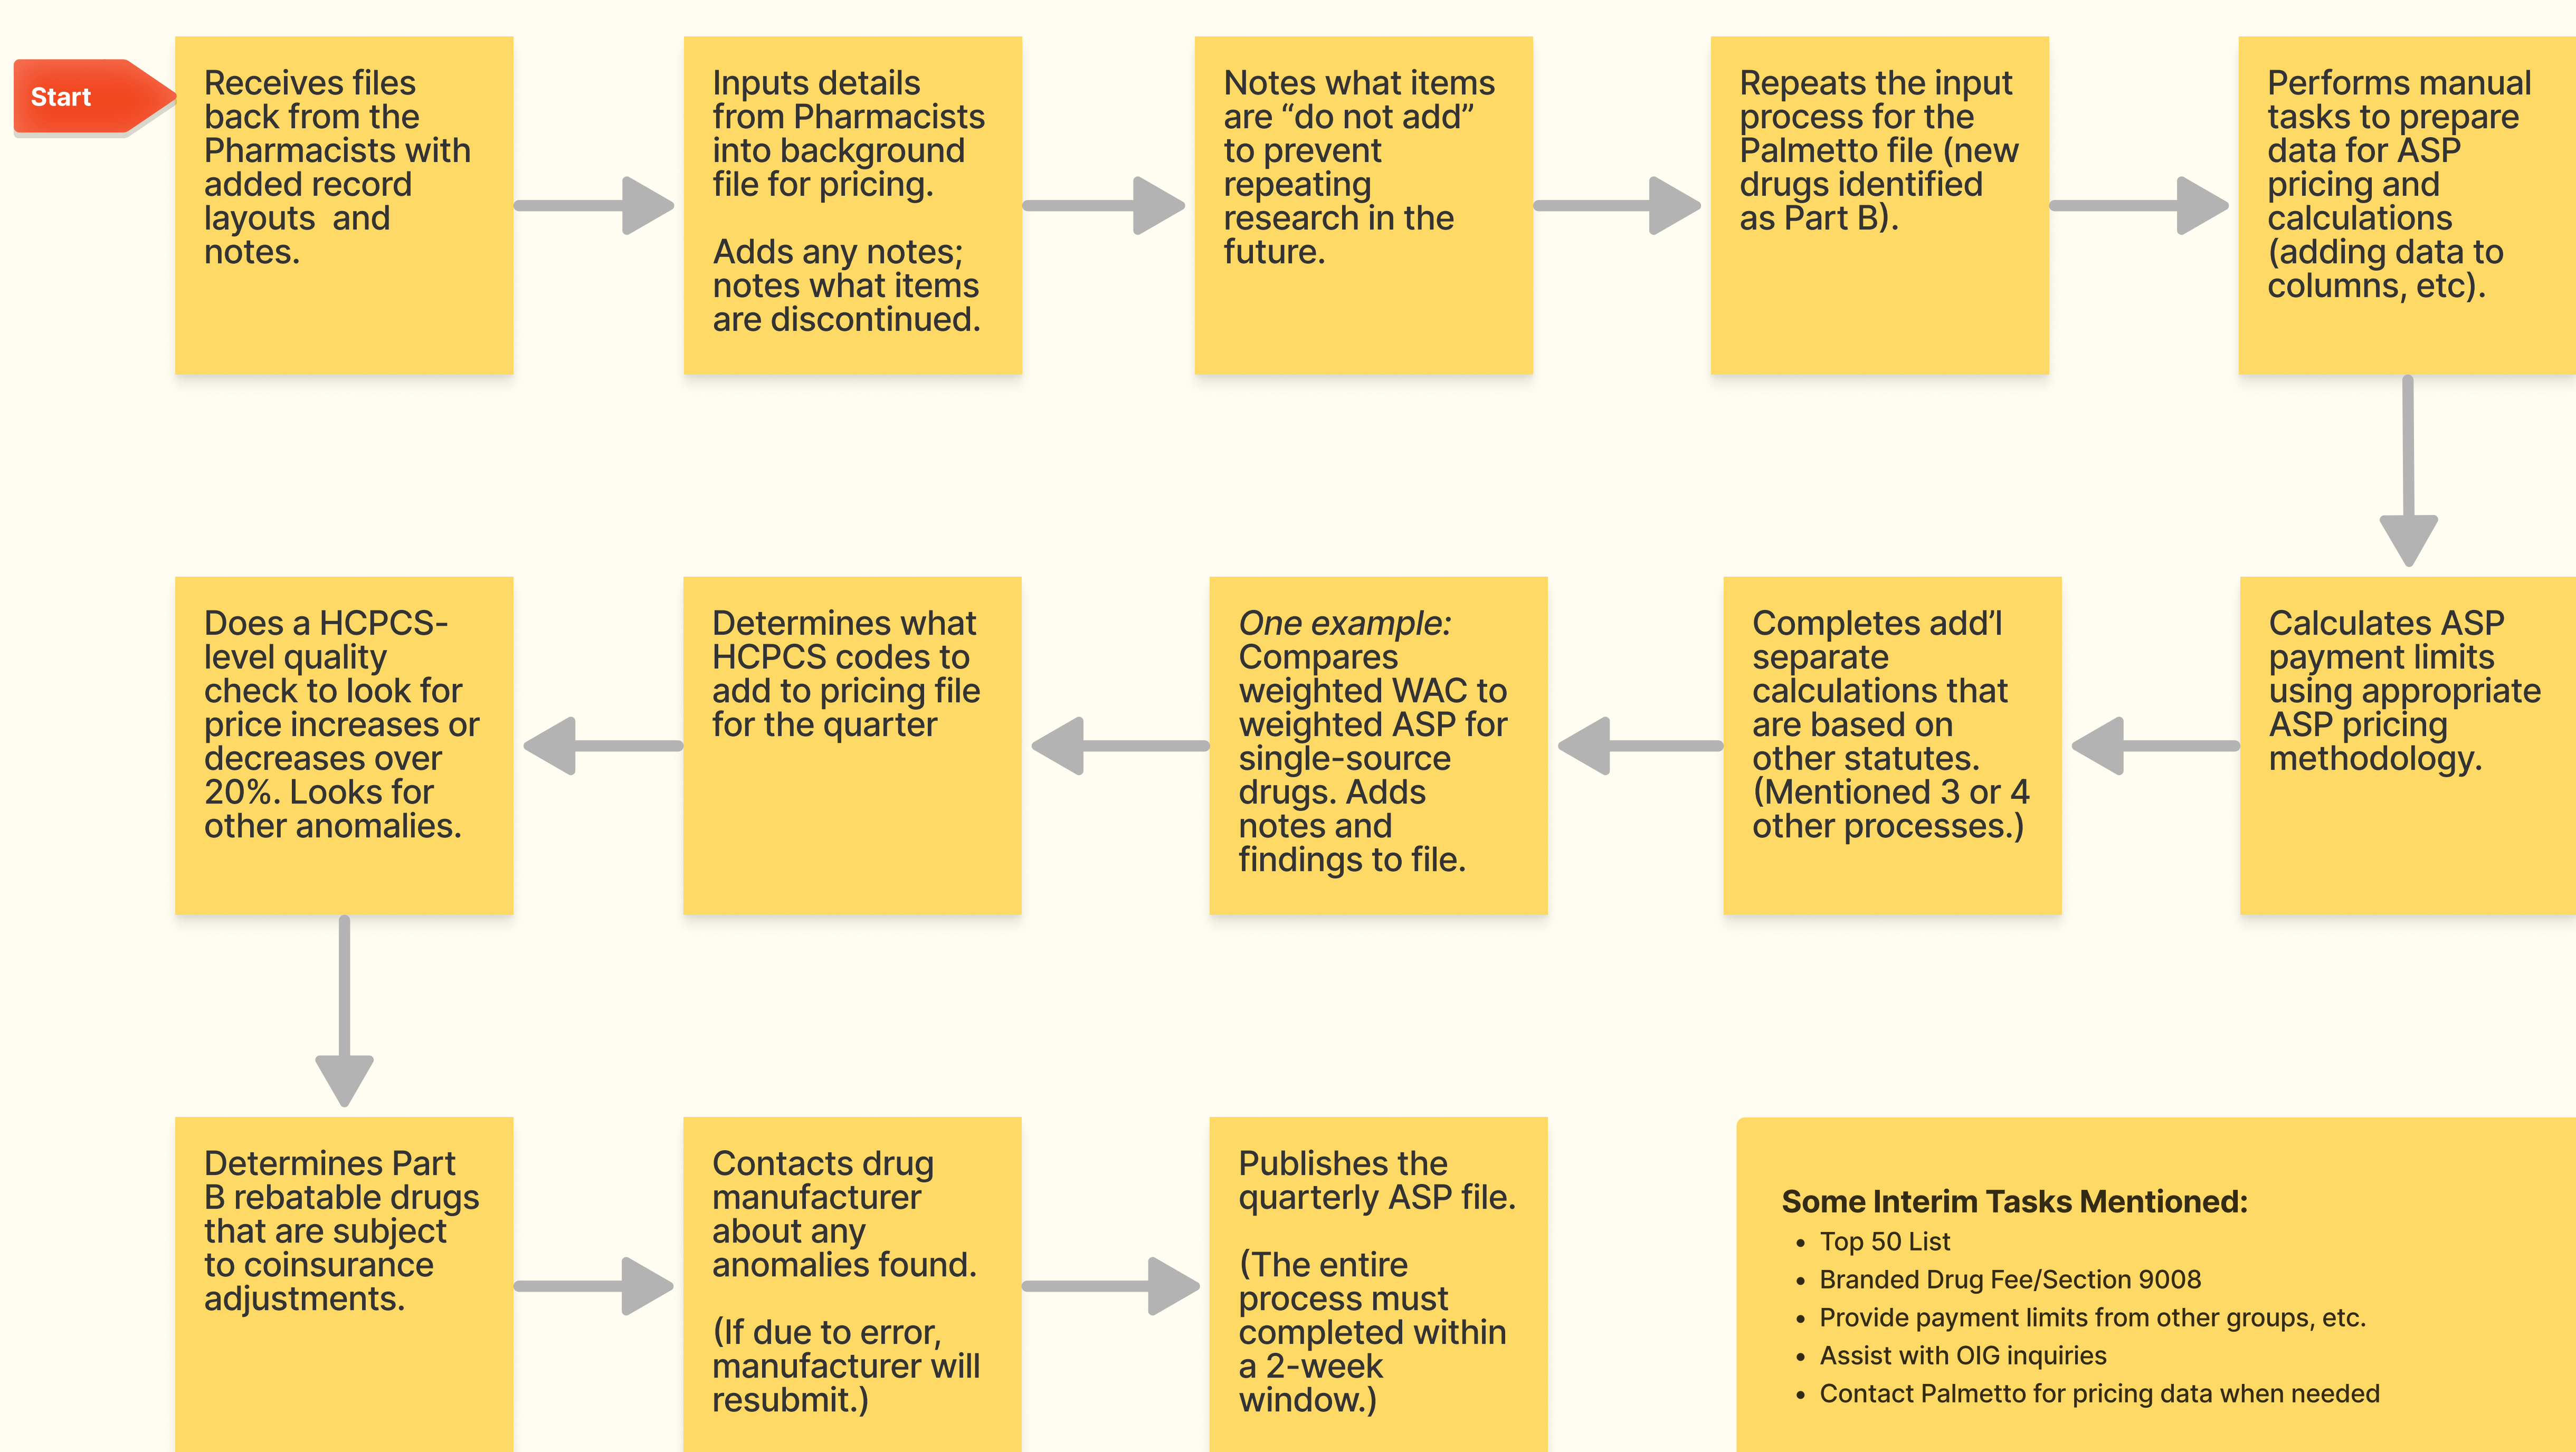 Start
Receives files
back from the
Pharmacists with
added record
layouts  and
notes.
Inputs details
from Pharmacists
into background
file for pricing.
Adds any notes;
notes what items
are discontinued.
Notes what items
are “do not add”
to prevent
repeating
research in the
future.
Repeats the input
process for the
Palmetto file (new
drugs identified
as Part B).
Performs manual
tasks to prepare
data for ASP
pricing and
calculations
(adding data to
columns, etc).
Calculates ASP
payment limits
using appropriate
ASP pricing
methodology.
Completes add’l
separate
calculations that
are based on
other statutes.
(Mentioned 3 or 4
other processes.)
One example:
Compares
weighted WAC to
weighted ASP for
single-source
drugs. Adds
notes and
findings to file.
Determines what
HCPCS codes to
add to pricing file
for the quarter
Does a HCPCS-
level quality
check to look for
price increases or
decreases over
20%. Looks for
other anomalies.
Determines Part
B rebatable drugs
that are subject
to coinsurance
adjustments.
Contacts drug
manufacturer
about any
anomalies found.
(If due to error,
manufacturer will
resubmit.)
Publishes the
quarterly ASP file.
(The entire
process must
completed within
a 2-week
window.)
Some Interim Tasks Mentioned:
• Top 50 List
• Branded Drug Fee/Section 9008
• Provide payment limits from other groups, etc.
• Assist with OIG inquiries
• Contact Palmetto for pricing data when needed